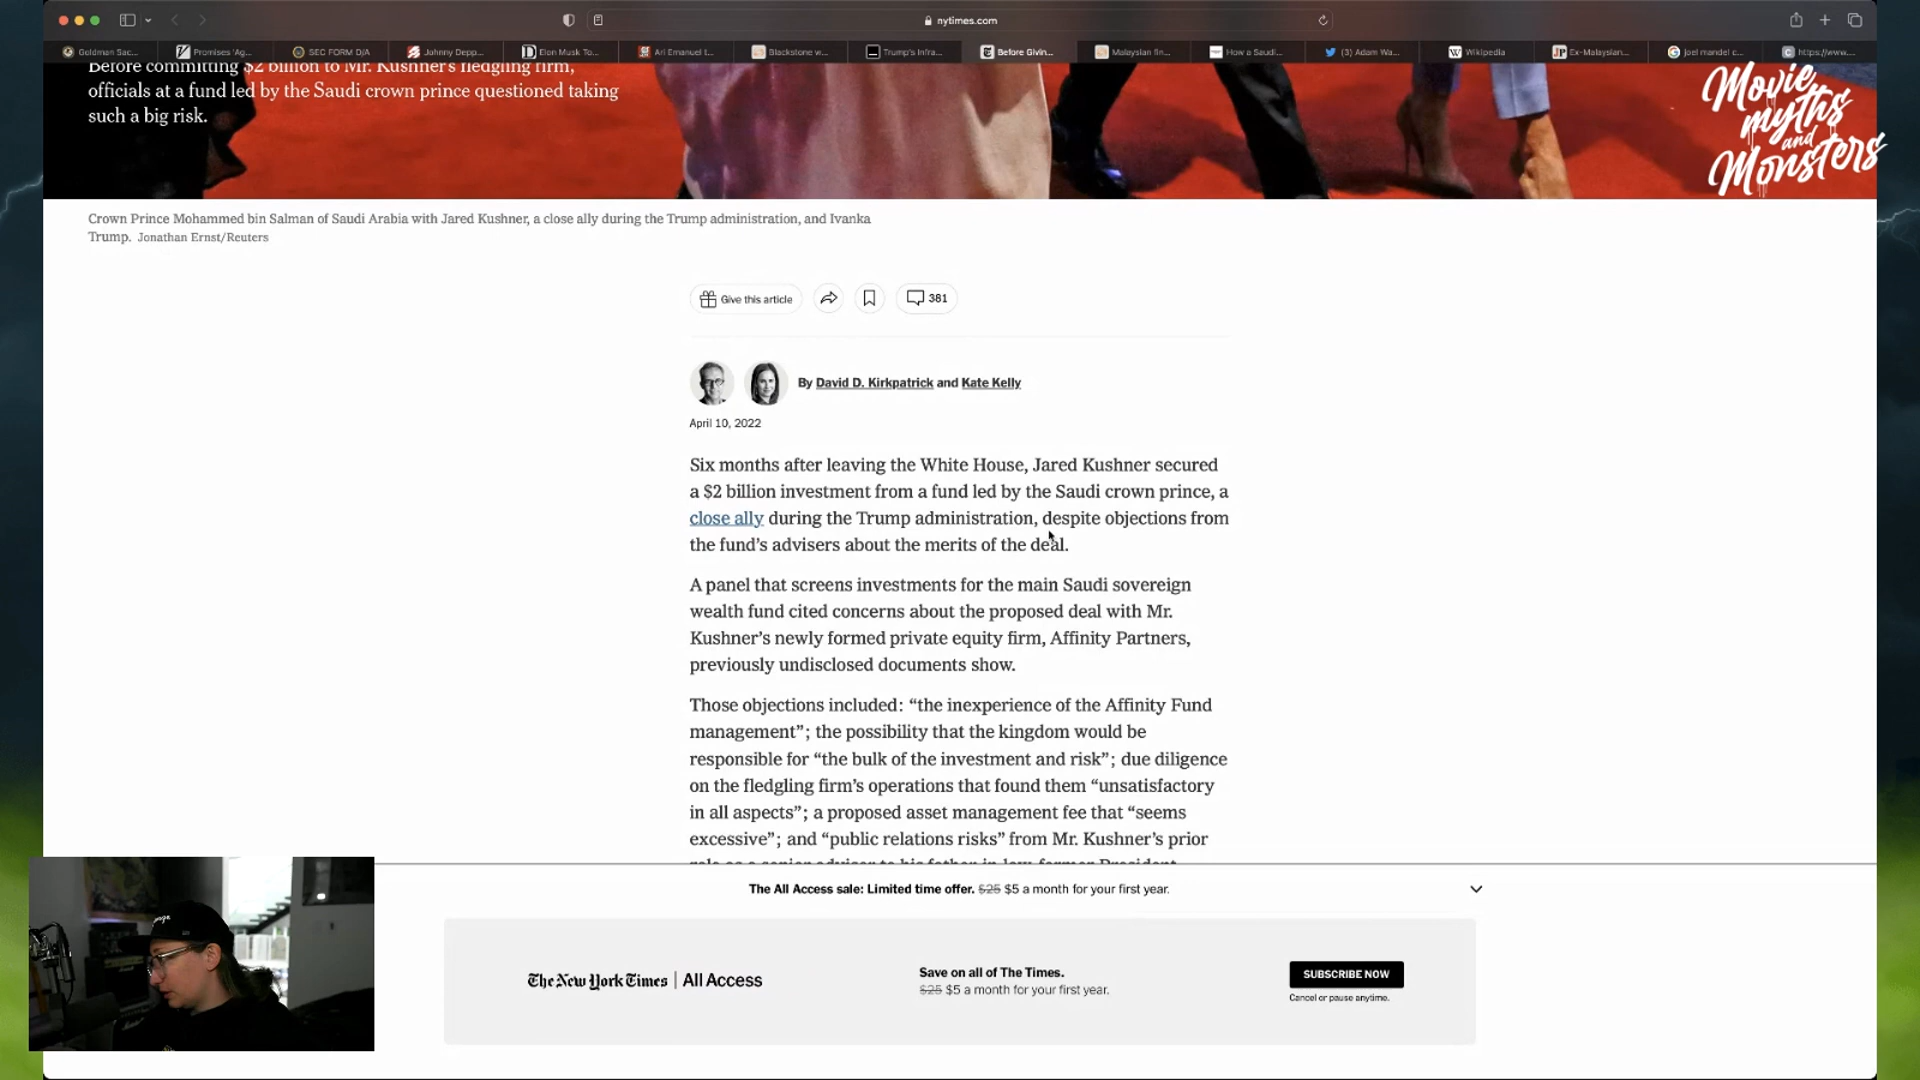 nytimes.com
Goldman Sac...
Promises 'Ag...
SEC FORM D/A
Johnny Depp...
Elon Musk To...
Ari Emanuel t...
Blackstone w...
Trump's Infra...
Before Givin...
Malaysian fin...
How a Saudi...
(3) Adam Wa...
Wikipedia
Ex-Malaysian...
joel mandel c...
https://www....
Before committing $2 billion to Mr. Kushner's fledgling firm,
officials at a fund led by the Saudi crown prince questioned taking
such a big risk.
Movie
myths
and
Monsters
Crown Prince Mohammed bin Salman of Saudi Arabia with Jared Kushner, a close ally during the Trump administration, and Ivanka
Trump. Jonathan Ernst/Reuters
Give this article
381
By David D. Kirkpatrick and Kate Kelly
April 10, 2022
Six months after leaving the White House, Jared Kushner secured
a $2 billion investment from a fund led by the Saudi crown prince, a
close ally during the Trump administration, despite objections from
the fund's advisers about the merits of the deal.
A panel that screens investments for the main Saudi sovereign
wealth fund cited concerns about the proposed deal with Mr.
Kushner's newly formed private equity firm, Affinity Partners,
previously undisclosed documents show.
Those objections included: “the inexperience of the Affinity Fund
management”; the possibility that the kingdom would be
responsible for “the bulk of the investment and risk”; due diligence
on the fledgling firm's operations that found them “unsatisfactory
in all aspects”; a proposed asset management fee that “seems
excessive”; and “public relations risks” from Mr. Kushner's prior
role as a senior adviser to his father-in-law, former President
The All Access sale: Limited time offer. $25 $5 a month for your first year.
The New York Times | All Access
Save on all of The Times.
$25 $5 a month for your first year.
SUBSCRIBE NOW
Cancel or pause anytime.